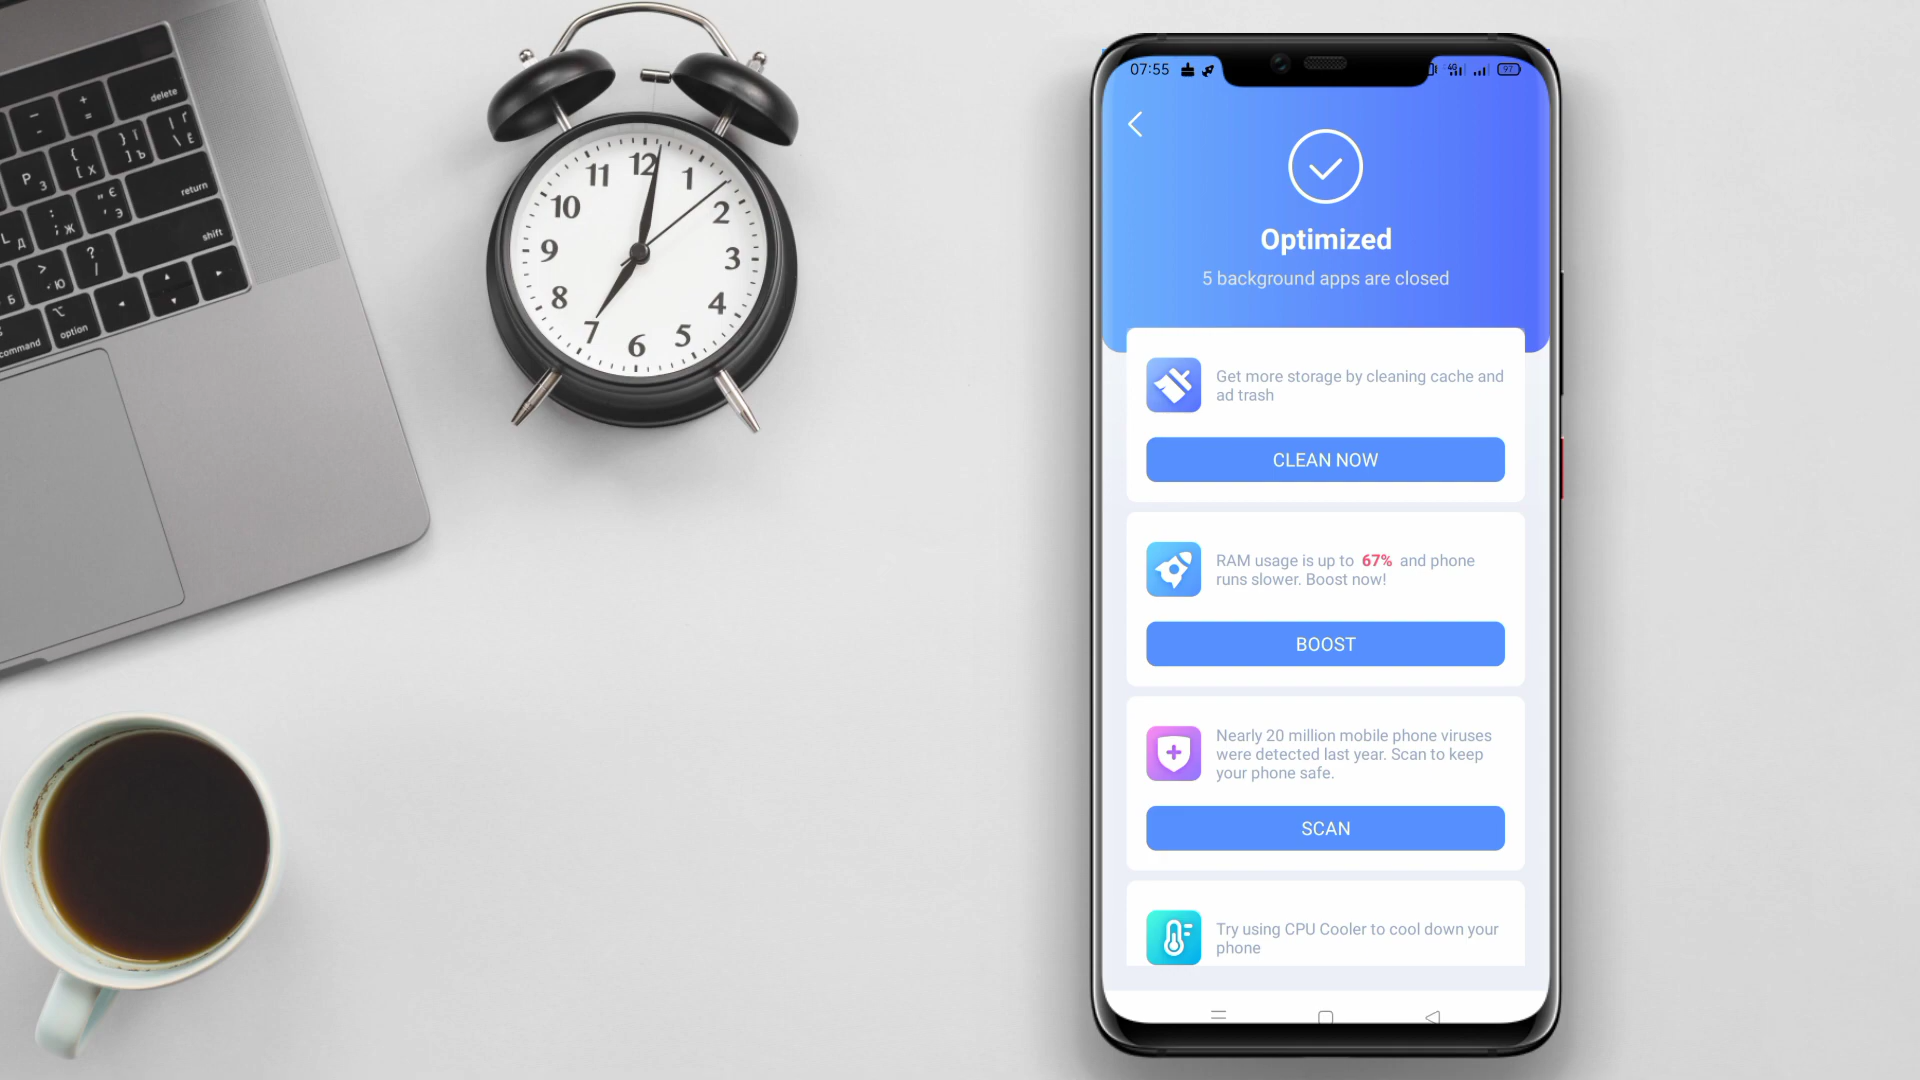 delete
return
shift
option
command
12
1
2
3
4
5
6
7
8
9
10
11
07:55
4G
97
Optimized
5 background apps are closed
Get more storage by cleaning cache and
ad trash
CLEAN NOW
RAM usage is up to 67% and phone
runs slower. Boost now!
BOOST
Nearly 20 million mobile phone viruses
were detected last year. Scan to keep
your phone safe.
SCAN
Try using CPU Cooler to cool down your
phone